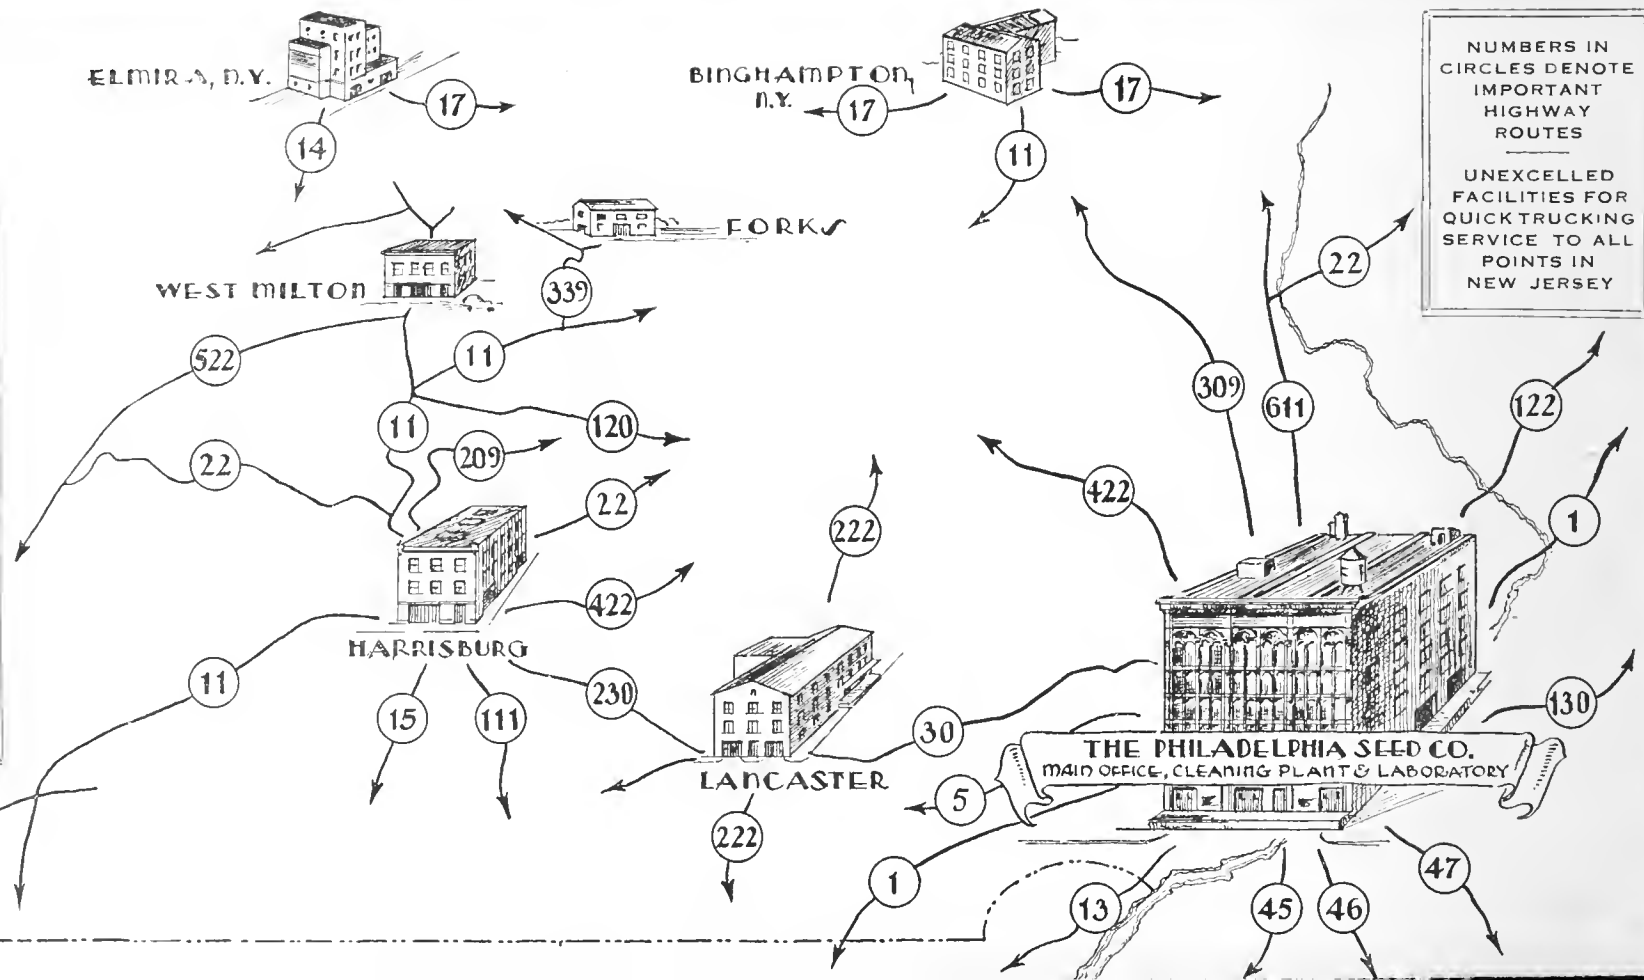 ELMIRA, N.Y.
17
14
BINGHAMPTON,
N.Y.
17
17
11
NUMBERS IN
CIRCLES DENOTE
IMPORTANT
HIGHWAY
ROUTES
UNEXCELLED
FACILITIES FOR
QUICK TRUCKING
SERVICE TO ALL
POINTS IN
NEW JERSEY
FORKS
339
WEST MILTON
522
11
11
120
22
209
22
422
HARRISBURG
11
15
111
230
222
LANCASTER
222
30
5
1
309
611
22
422
122
1
130
THE PHILADELPHIA SEED CO.
MAIN OFFICE, CLEANING PLANT & LABORATORY
13
45
46
47